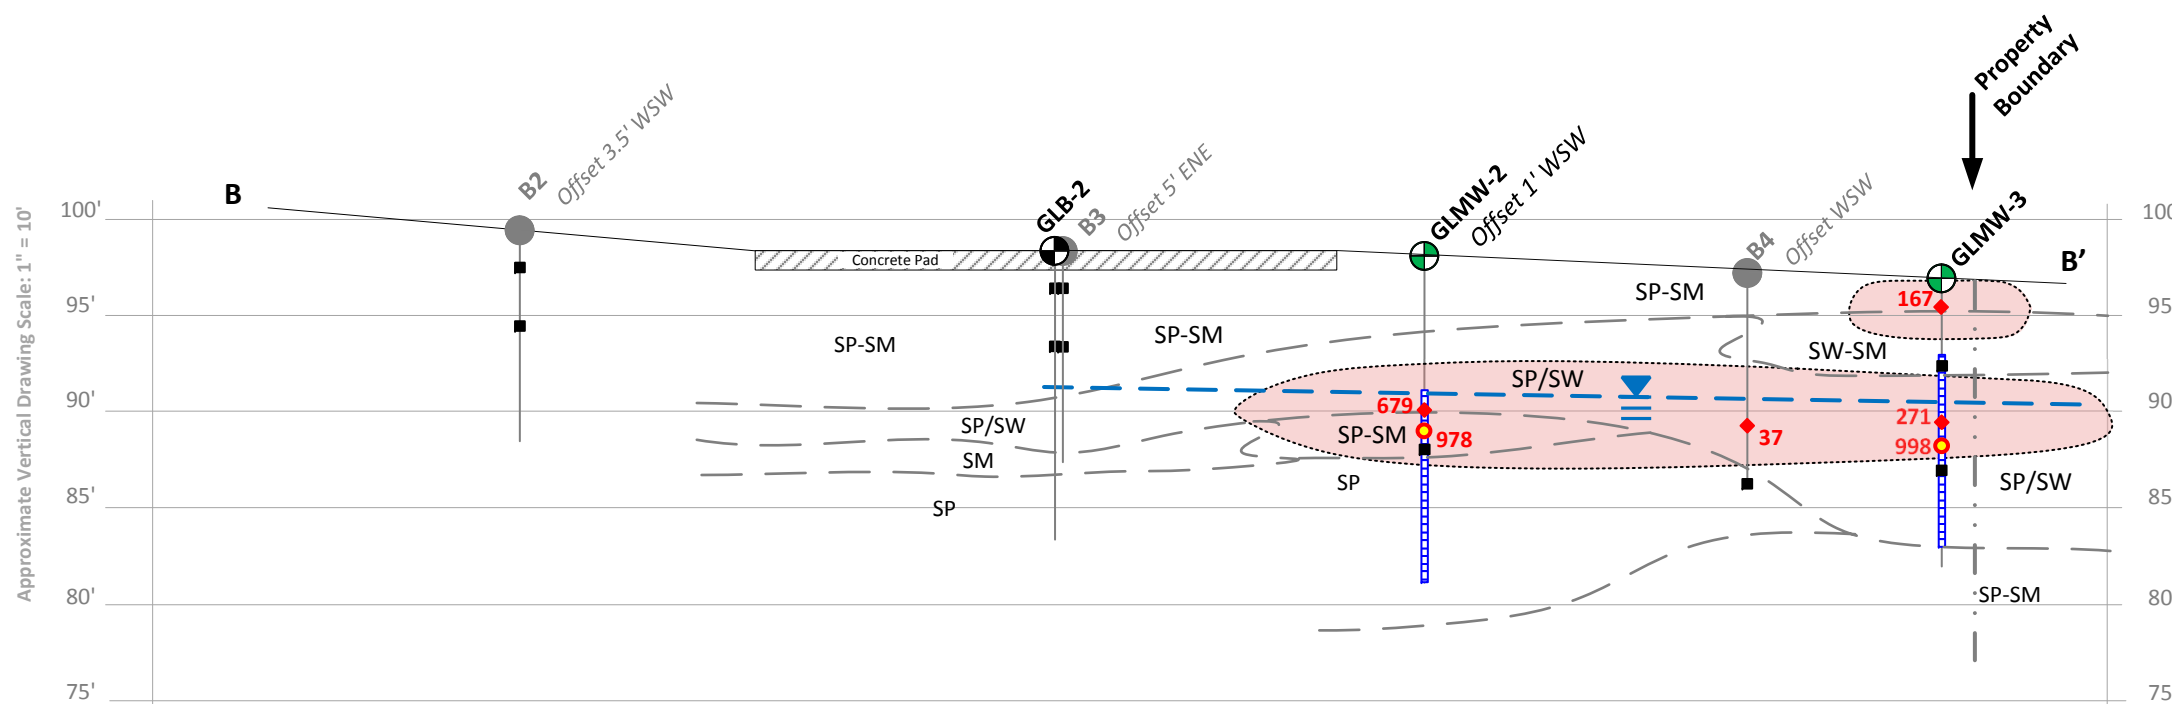 Property
Boundary
B2
Offset 3.5' WSW
GLB-2
B3
Offset 5' ENE
GLMW-2
Offset 1' WSW
B4
Offset WSW
GLMW-3
B
B’
Approximate Vertical Drawing Scale: 1" = 10'
100'
100
Concrete Pad
SP-SM
167
95'
95
SP-SM
SP-SM
SW-SM
SP/SW
90'
90
679
271
SP/SW
SP-SM
978
37
998
SM
SP
SP/SW
85'
85
SP
80'
80
SP-SM
75'
75